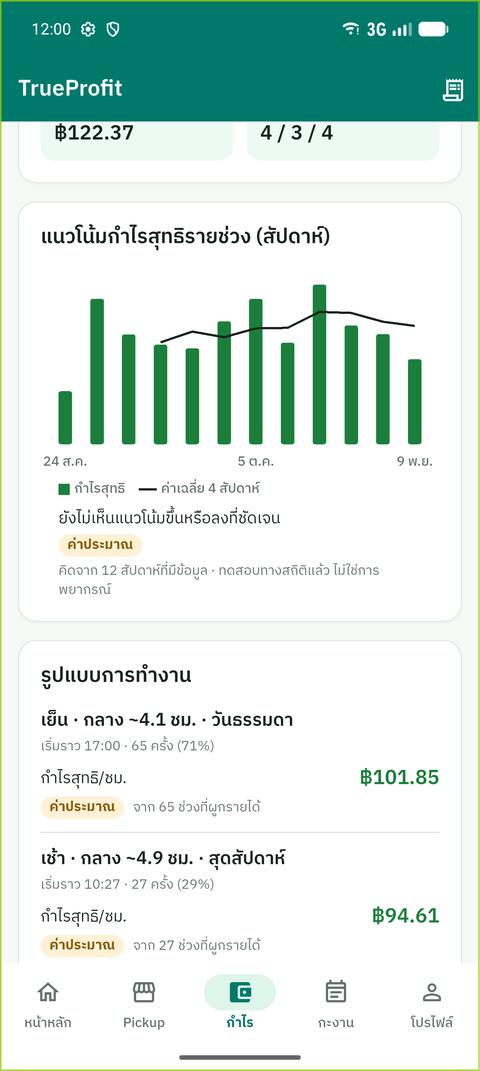 12:00
3G
TrueProfit
฿122.37
4 / 3 / 4
แนวโน้มกำไรสุทธิรายช่วง (สัปดาห์)
24 ส.ค.
5 ต.ค.
9 พ.ย.
กำไรสุทธิ
ค่าเฉลี่ย 4 สัปดาห์
ยังไม่เห็นแนวโน้มขึ้นหรือลงที่ชัดเจน
ค่าประมาณ
คิดจาก 12 สัปดาห์ที่มีข้อมูล · ทดสอบทางสถิติแล้ว ไม่ใช่การ
พยากรณ์
รูปแบบการทำงาน
เย็น · กลาง ~4.1 ชม. · วันธรรมดา
เริ่มราว 17:00 · 65 ครั้ง (71%)
กำไรสุทธิ/ชม.
฿101.85
ค่าประมาณ
จาก 65 ช่วงที่ผูกรายได้
เช้า · กลาง ~4.9 ชม. · สุดสัปดาห์
เริ่มราว 10:27 · 27 ครั้ง (29%)
กำไรสุทธิ/ชม.
฿94.61
ค่าประมาณ
จาก 27 ช่วงที่ผูกรายได้
หน้าหลัก
Pickup
กำไร
กะงาน
โปรไฟล์